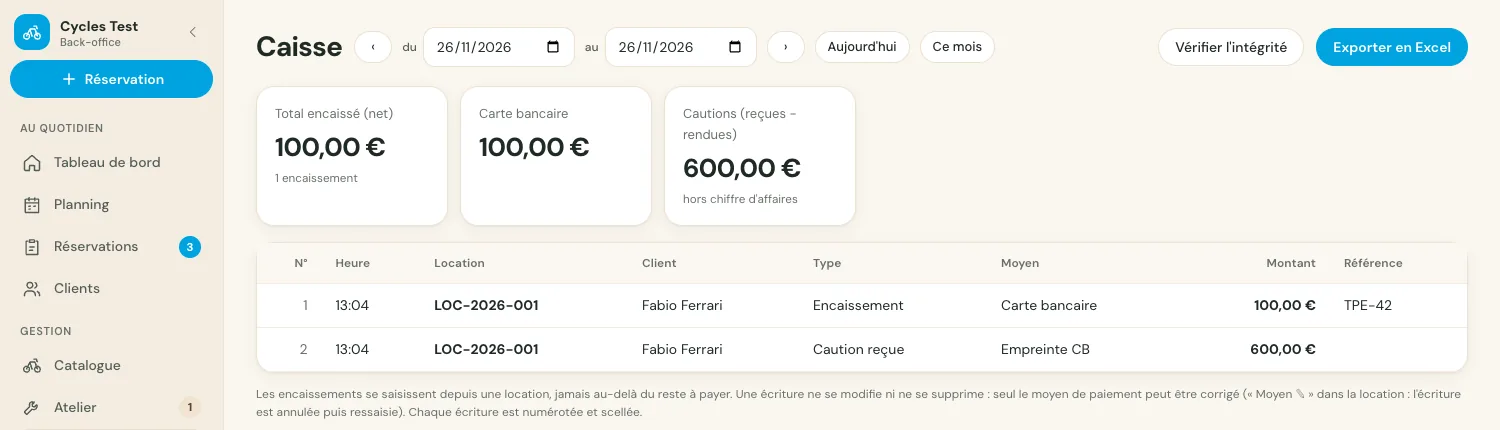 Cycles Test
Back-office
+ Réservation
AU QUOTIDIEN
Tableau de bord
Planning
Réservations 3
Clients
GESTION
Catalogue
Atelier 1
Caisse ‹ du 26/11/2026 au 26/11/2026 › Aujourd'hui Ce mois Vérifier l'intégrité Exporter en Excel
Total encaissé (net)
100,00 €
1 encaissement
Carte bancaire
100,00 €
Cautions (reçues -
rendues)
600,00 €
hors chiffre d'affaires
N° Heure Location Client Type Moyen Montant Référence
1 13:04 LOC-2026-001 Fabio Ferrari Encaissement Carte bancaire 100,00 € TPE-42
2 13:04 LOC-2026-001 Fabio Ferrari Caution reçue Empreinte CB 600,00 €
Les encaissements se saisissent depuis une location, jamais au-delà du reste à payer. Une écriture ne se modifie ni ne se supprime : seul le moyen de paiement peut être corrigé (« Moyen ✎ » dans la location : l'écriture
est annulée puis ressaisie). Chaque écriture est numérotée et scellée.